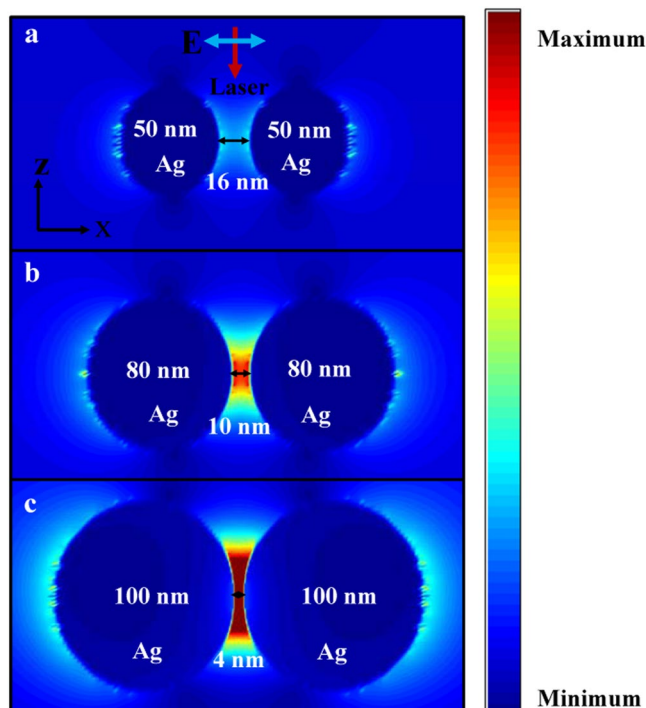 a
E
Laser
50 nm
Ag
50 nm
Ag
16 nm
Z
X
b
80 nm
Ag
80 nm
Ag
10 nm
c
100 nm
Ag
100 nm
Ag
4 nm
Maximum
Minimum